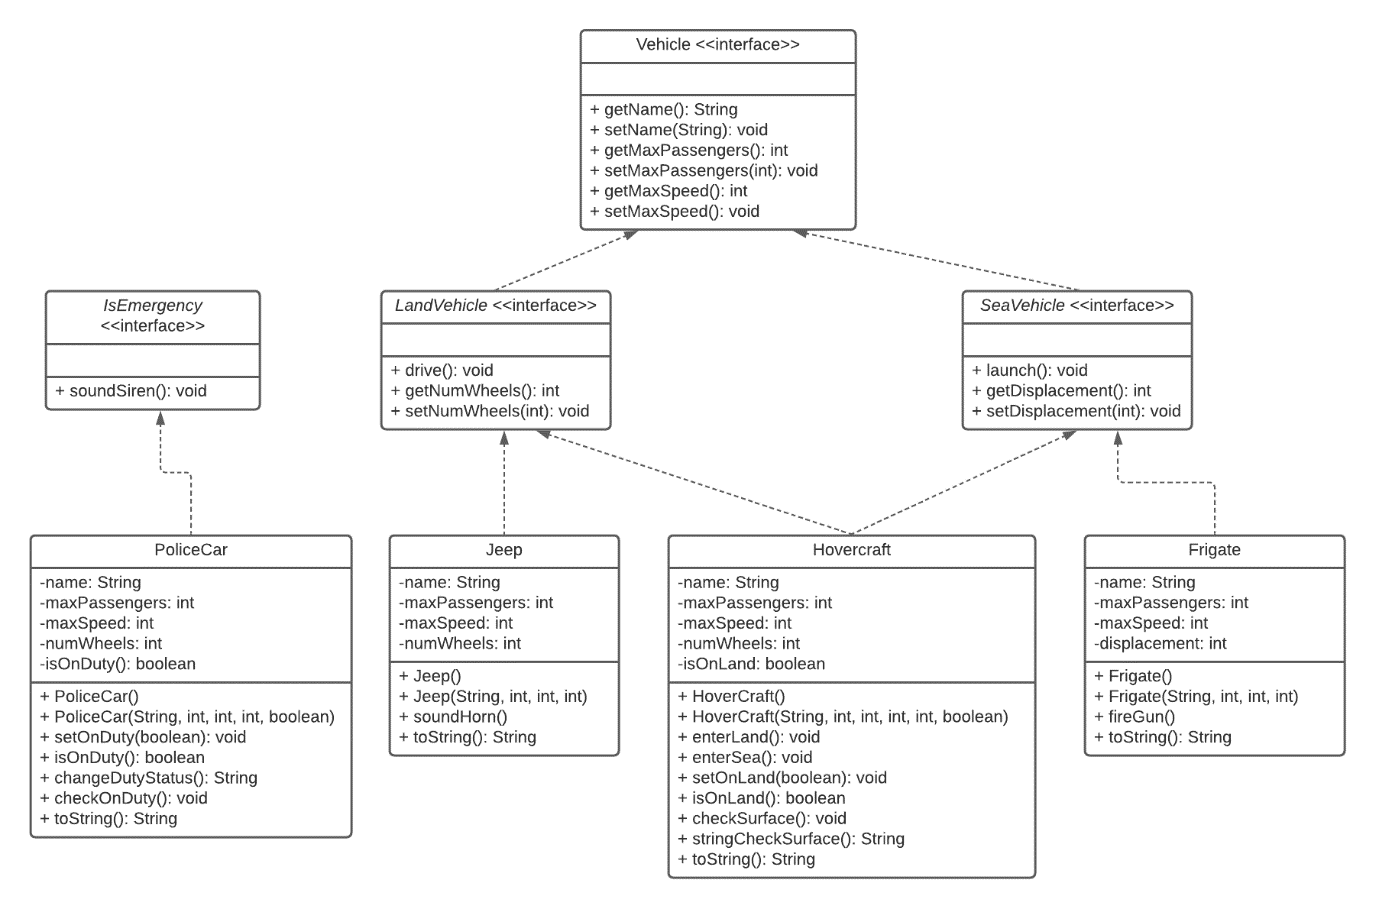 Vehicle <<interface>>
+ getName(): String
+ setName(String): void
+ getMaxPassengers(): int
+ setMaxPassengers(int): void
+ getMaxSpeed(): int
+ setMaxSpeed(): void
IsEmergency
<<interface>>
+ soundSiren(): void
LandVehicle <<interface>>
+ drive(): void
+ getNumWheels(): int
+ setNumWheels(int): void
SeaVehicle <<interface>>
+ launch(): void
+ getDisplacement(): int
+ setDisplacement(int): void
PoliceCar
-name: String
-maxPassengers: int
-maxSpeed: int
-numWheels: int
-isOnDuty(): boolean
+ PoliceCar()
+ PoliceCar(String, int, int, int, boolean)
+ setOnDuty(boolean): void
+ isOnDuty(): boolean
+ changeDutyStatus(): String
+ checkOnDuty(): void
+ toString(): String
Jeep
-name: String
-maxPassengers: int
-maxSpeed: int
-numWheels: int
+ Jeep()
+ Jeep(String, int, int, int)
+ soundHorn()
+ toString(): String
Hovercraft
-name: String
-maxPassengers: int
-maxSpeed: int
-numWheels: int
-isOnLand: boolean
+ HoverCraft()
+ HoverCraft(String, int, int, int, int, boolean)
+ enterLand(): void
+ enterSea(): void
+ setOnLand(boolean): void
+ isOnLand(): boolean
+ checkSurface(): void
+ stringCheckSurface(): String
+ toString(): String
Frigate
-name: String
-maxPassengers: int
-maxSpeed: int
-displacement: int
+ Frigate()
+ Frigate(String, int, int, int)
+ fireGun()
+ toString(): String